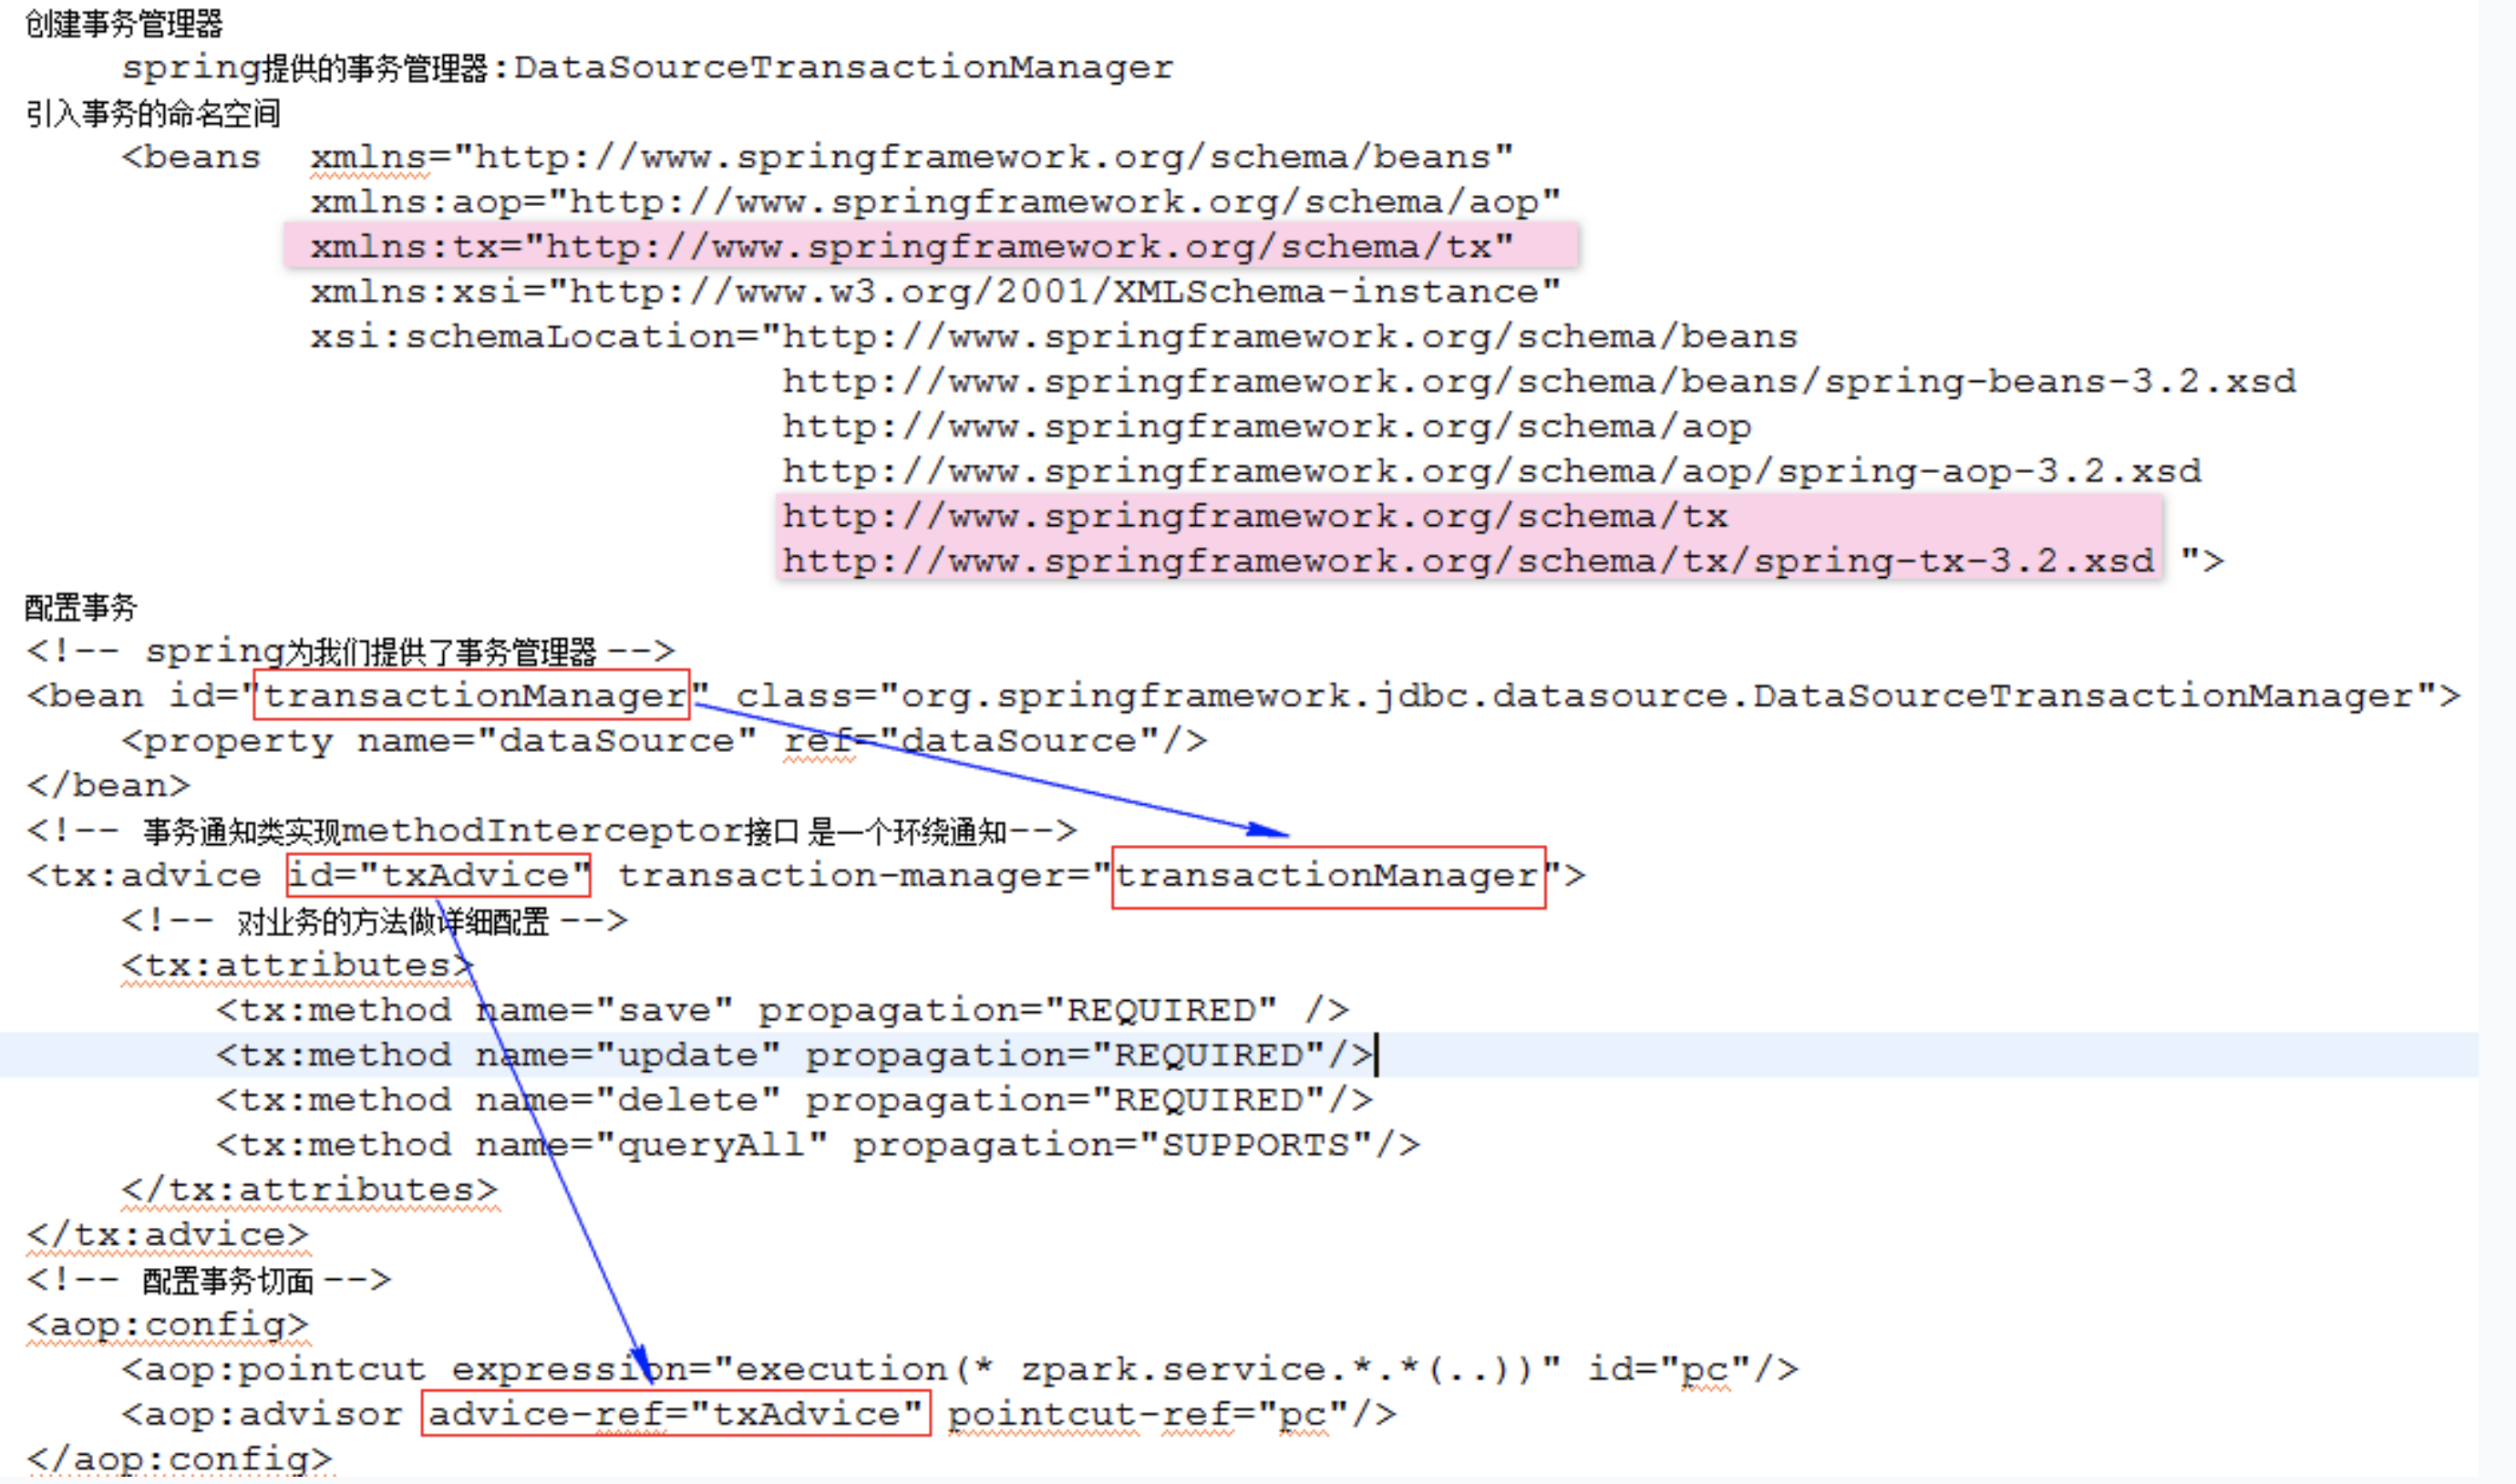 创建事务管理器
spring提供的事务管理器:DataSourceTransactionManager
引入事务的命名空间
<beans  xmlns="http://www.springframework.org/schema/beans"
xmlns:aop="http://www.springframework.org/schema/aop"
xmlns:tx="http://www.springframework.org/schema/tx"
xmlns:xsi="http://www.w3.org/2001/XMLSchema-instance"
xsi:schemaLocation="http://www.springframework.org/schema/beans
http://www.springframework.org/schema/beans/spring-beans-3.2.xsd
http://www.springframework.org/schema/aop
http://www.springframework.org/schema/aop/spring-aop-3.2.xsd
http://www.springframework.org/schema/tx
http://www.springframework.org/schema/tx/spring-tx-3.2.xsd ">
配置事务
<!-- spring为我们提供了事务管理器 -->
<bean id="transactionManager" class="org.springframework.jdbc.datasource.DataSourceTransactionManager">
<property name="dataSource" ref="dataSource"/>
</bean>
<!-- 事务通知类实现methodInterceptor接口 是一个环绕通知-->
<tx:advice id="txAdvice" transaction-manager="transactionManager">
<!-- 对业务的方法做详细配置 -->
<tx:attributes>
<tx:method name="save" propagation="REQUIRED" />
<tx:method name="update" propagation="REQUIRED"/>
<tx:method name="delete" propagation="REQUIRED"/>
<tx:method name="queryAll" propagation="SUPPORTS"/>
</tx:attributes>
</tx:advice>
<!-- 配置事务切面 -->
<aop:config>
<aop:pointcut expression="execution(* zpark.service.*.*(..))" id="pc"/>
<aop:advisor advice-ref="txAdvice" pointcut-ref="pc"/>
</aop:config>